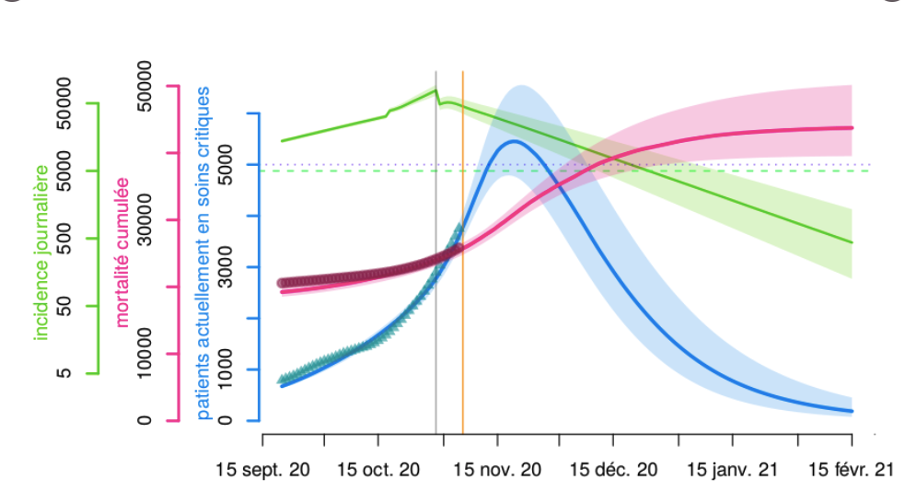 incidence journalière
5
50
500
5000
50000
mortalité cumulée
0
10000
30000
50000
patients actuellement en soins critiques
0
1000
3000
5000
15 sept. 20
15 oct. 20
15 nov. 20
15 déc. 20
15 janv. 21
15 févr. 21